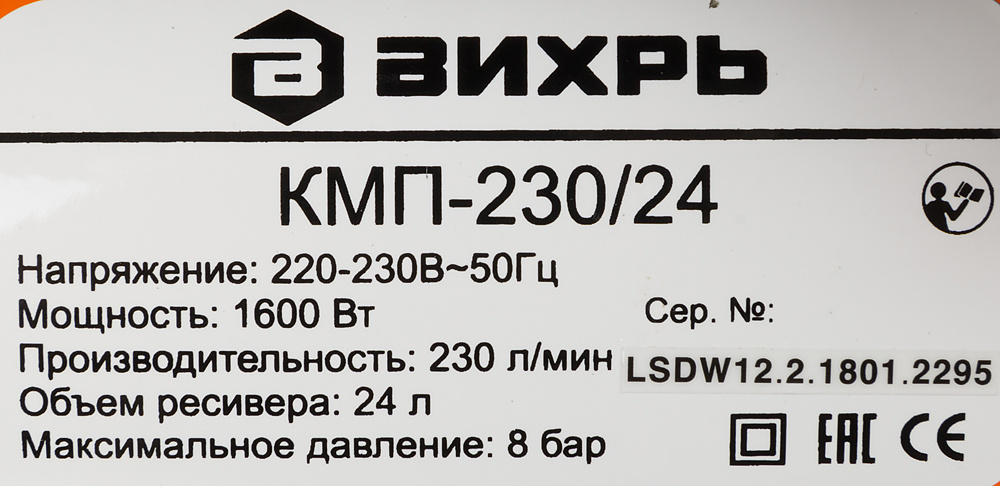 ВИХРЬ
КМП-230/24
Напряжение: 220-230В~50Гц
Мощность: 1600 Вт
Сер. №:
Производительность: 230 л/мин
LSDW12.2.1801.2295
Объем ресивера: 24 л
Максимальное давление: 8 бар
EAC CE